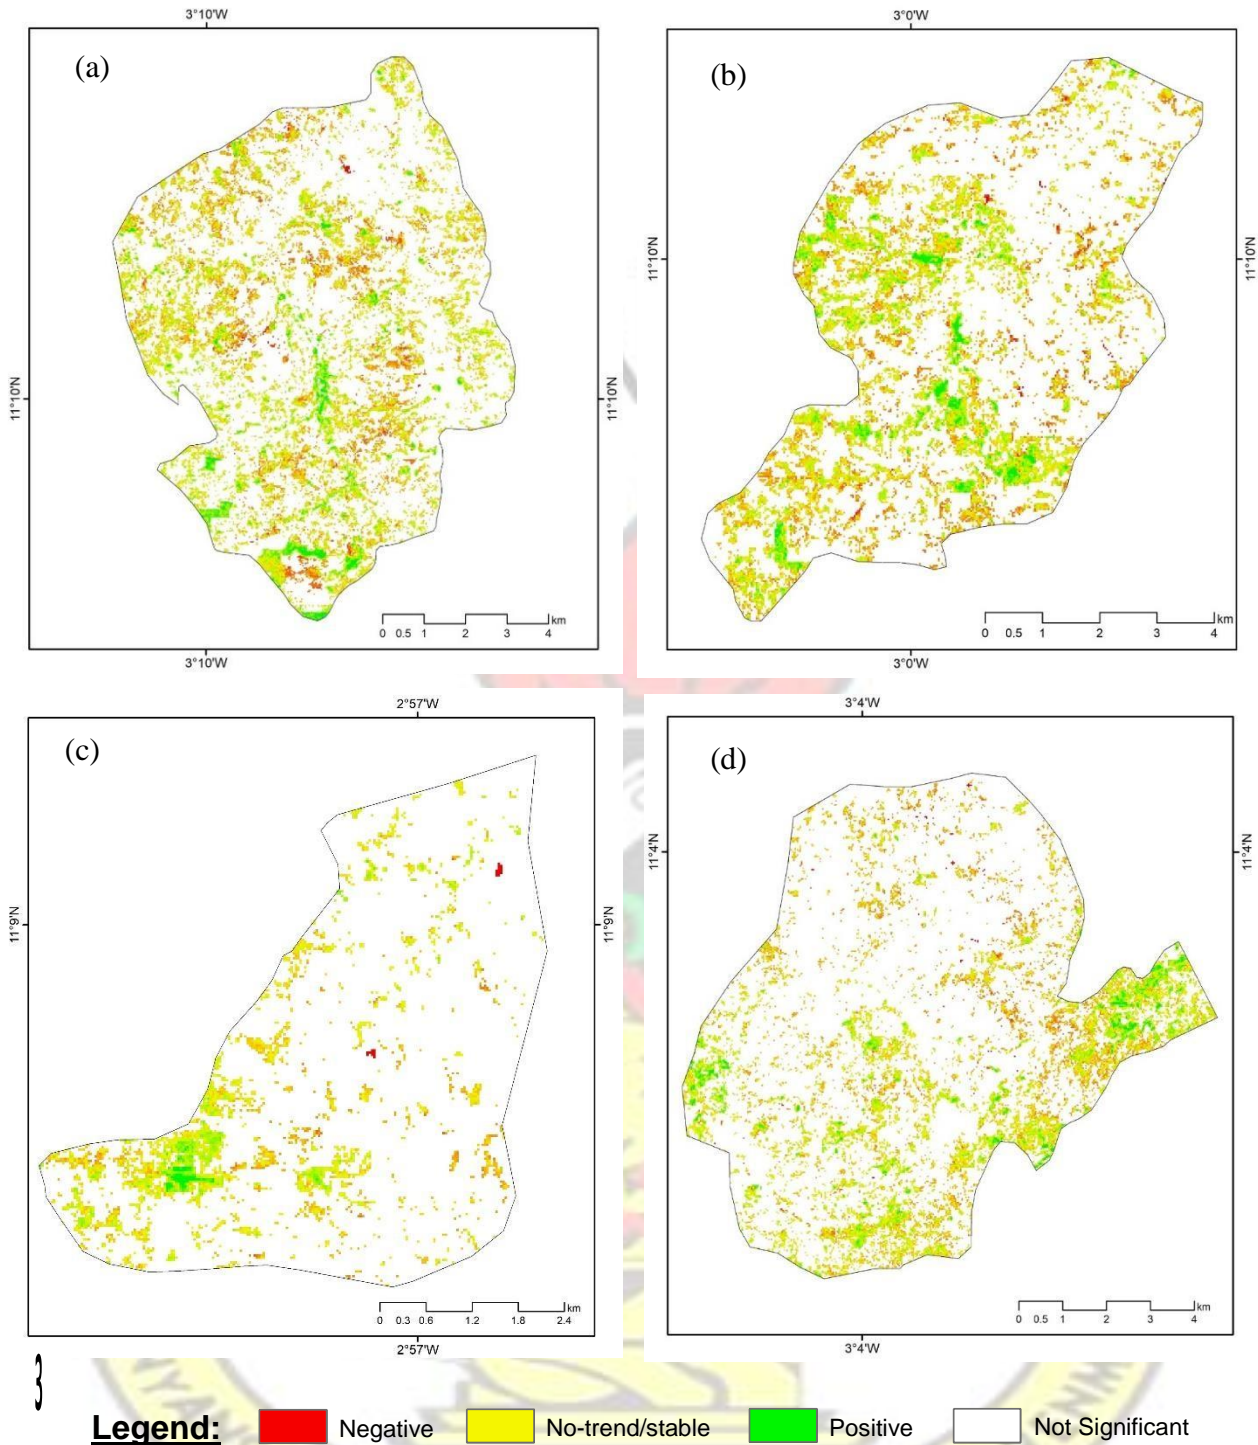 3°10'W
3°0'W
(a)
(b)
11°10'N
11°10'N
11°10'N
11°10'N
km
0 0.5 1 2 3 4
km
0 0.5 1 2 3 4
3°10'W
3°0'W
2°57'W
3°4'W
(c)
(d)
11°4'N
11°4'N
11°9'N
11°9'N
km
0 0.3 0.6 1.2 1.8 2.4
km
0 0.5 1 2 3 4
2°57'W
3°4'W
3
Legend: Negative No-trend/stable Positive Not Significant